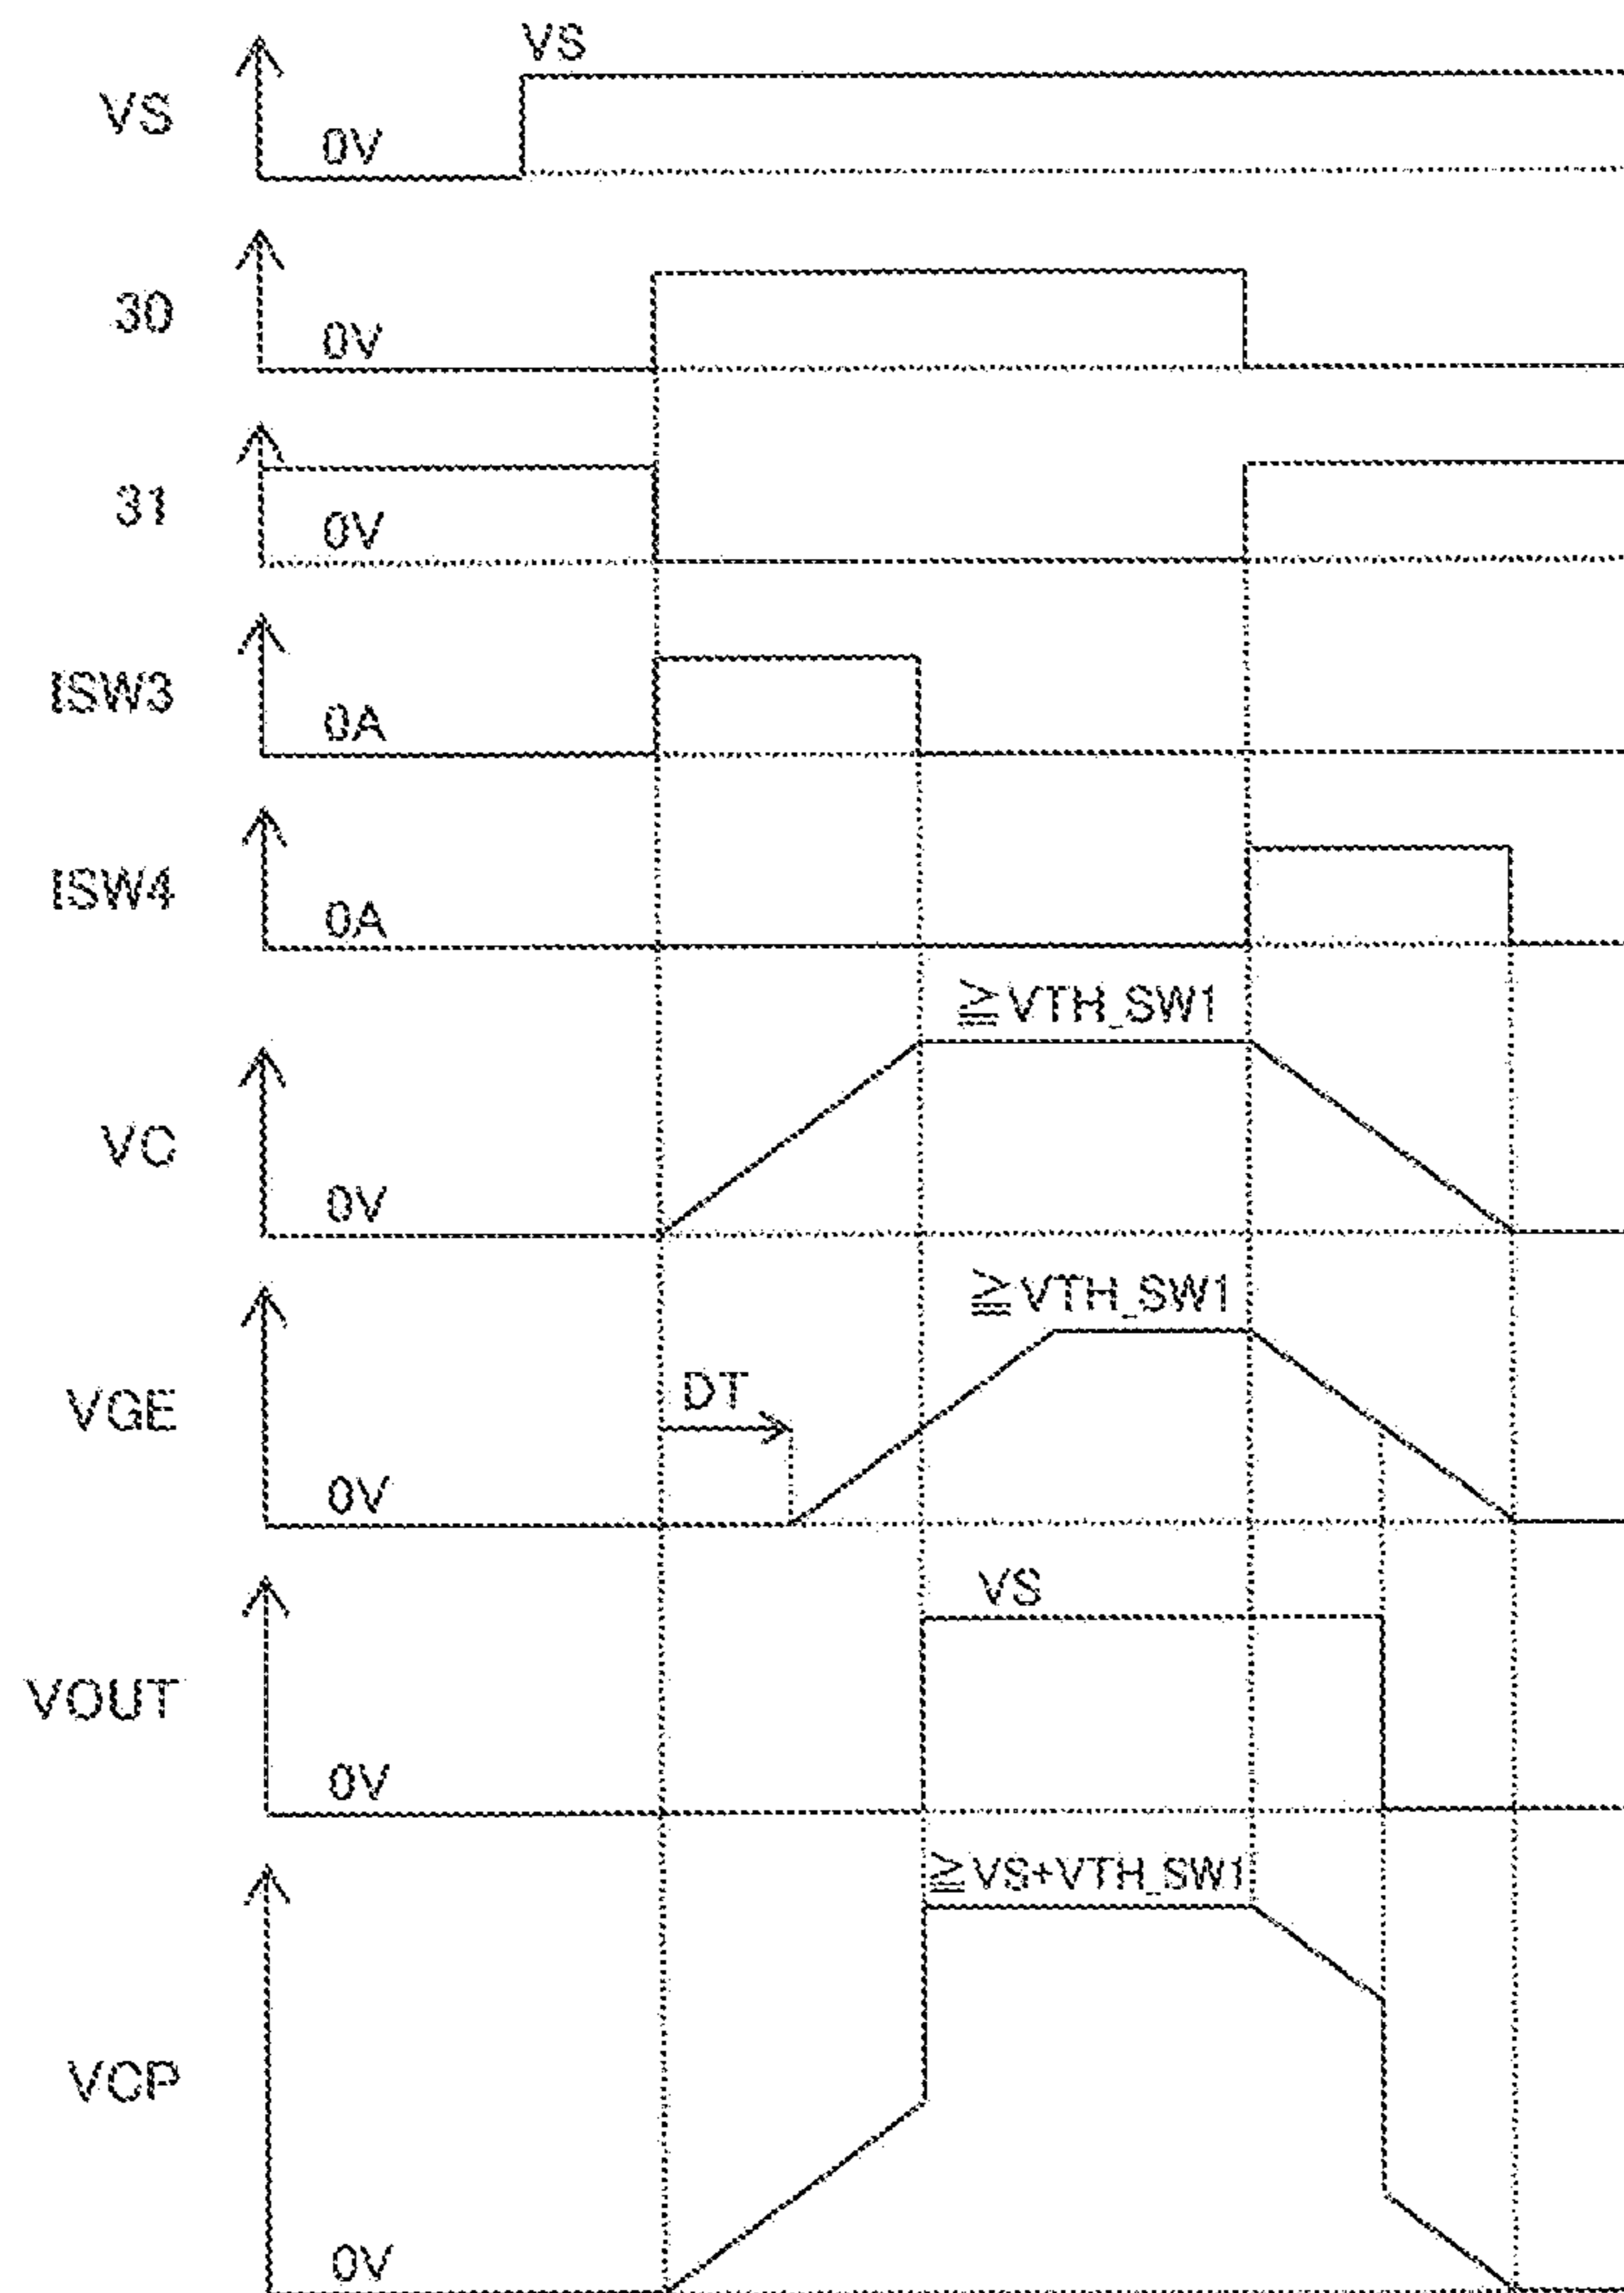 VS
VS
0V
30
0V
31
0V
ISW3
0A
ISW4
0A
≧VTH_SW1
VC
0V
≧VTH_SW1
DT
VGE
0V
VS
VOUT
0V
≧VS+VTH_SW1
VCP
0V